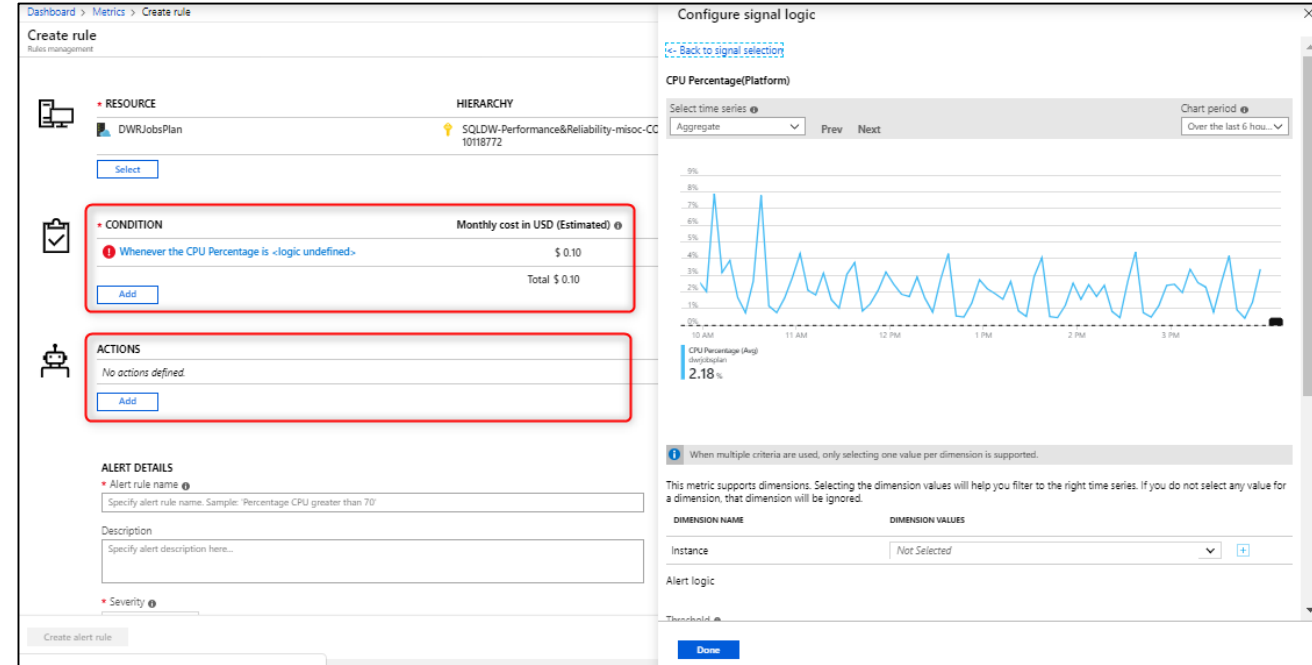 Dashboard > Metrics > Create rule
Create rule
Rules management
* RESOURCE
HIERARCHY
DWRJobsPlan
SQLDW-Performance&Reliability-misoc-CC
10118772
Select
* CONDITION
Monthly cost in USD (Estimated)
Whenever the CPU Percentage is <logic undefined>
$ 0.10
Total $ 0.10
Add
ACTIONS
No actions defined.
Add
ALERT DETAILS
* Alert rule name
Specify alert rule name. Sample: 'Percentage CPU greater than 70'
Description
Specify alert description here...
* Severity
Create alert rule
Configure signal logic
<- Back to signal selection
CPU Percentage(Platform)
Select time series
Chart period
Aggregate
Prev Next
Over the last 6 hou...
9%
8%
7%
6%
5%
4%
3%
2%
1%
0%
10 AM 11 AM 12 PM 1 PM 2 PM 3 PM
CPU Percentage (Avg)
dwrjobsplan
2.18 %
When multiple criteria are used, only selecting one value per dimension is supported.
This metric supports dimensions. Selecting the dimension values will help you filter to the right time series. If you do not select any value for
a dimension, that dimension will be ignored.
DIMENSION NAME
DIMENSION VALUES
Instance
Not Selected
Alert logic
Threshold
Done